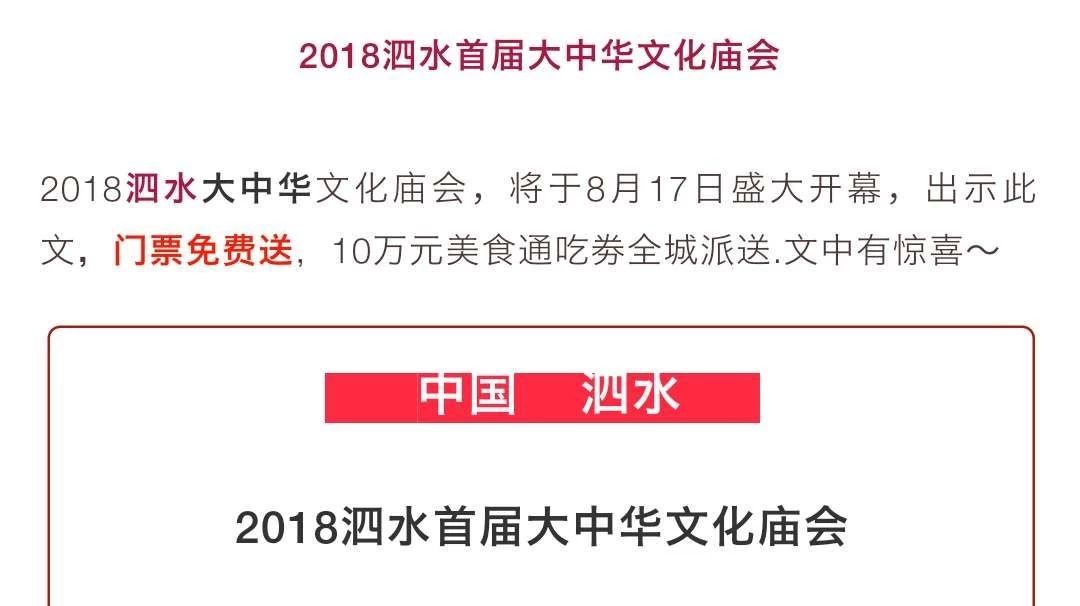 2018泗水首届大中华文化庙会
2018泗水大中华文化庙会，将于8月17日盛大开幕，出示此
文，门票免费送，10万元美食通吃券全城派送.文中有惊喜～
中国 泗水
2018泗水首届大中华文化庙会